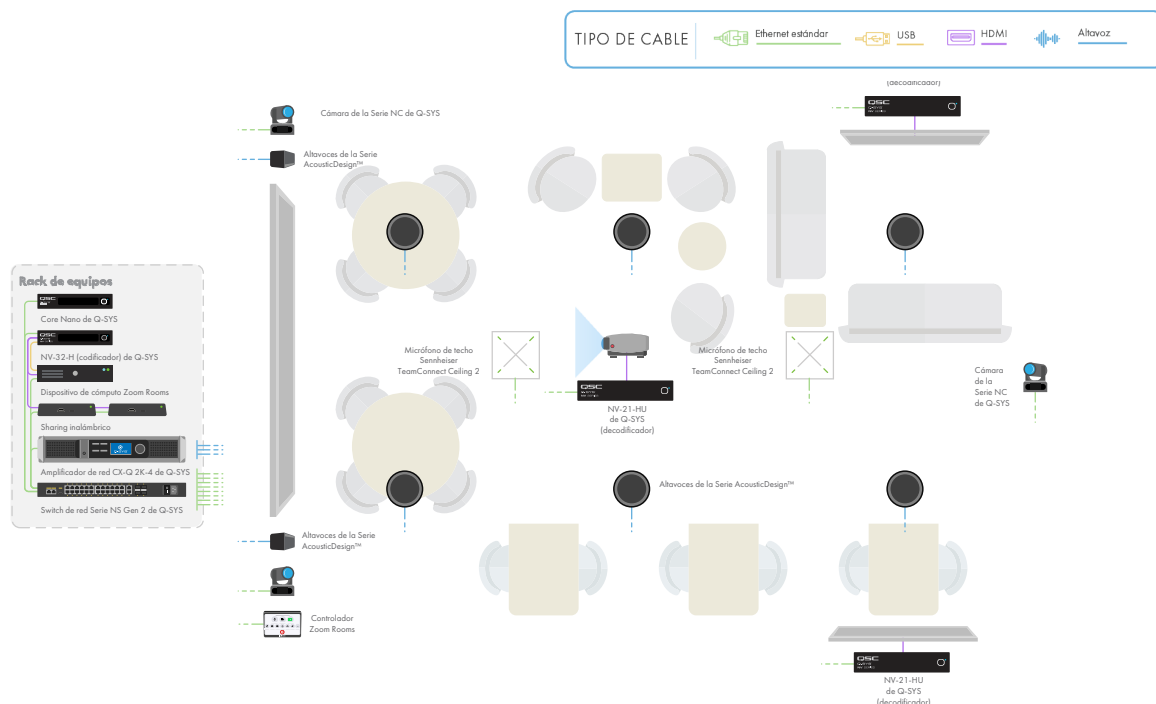 TIPO DE CABLE
Ethernet estándar
USB
HDMI
Altavoz
(decodificador)
QSC
Cámara de la Serie NC de Q-SYS
Altavoces de la Serie
AcousticDesign™
Rack de equipos
QSC
Core Nano de Q-SYS
QSC
NV-32-H (codificador) de Q-SYS
Dispositivo de cómputo Zoom Rooms
Sharing inalámbrico
Amplificador de red CX-Q 2K-4 de Q-SYS
Switch de red Serie NS Gen 2 de Q-SYS
Micrófono de techo
Sennheiser
TeamConnect Ceiling 2
QSC
NV-21-HU
de Q-SYS
(decodificador)
Micrófono de techo
Sennheiser
TeamConnect Ceiling 2
Cámara
de la
Serie NC
de Q-SYS
Altavoces de la Serie AcousticDesign™
Altavoces de la Serie
AcousticDesign™
Controlador
Zoom Rooms
QSC
NV-21-HU
de Q-SYS
(decodificador)